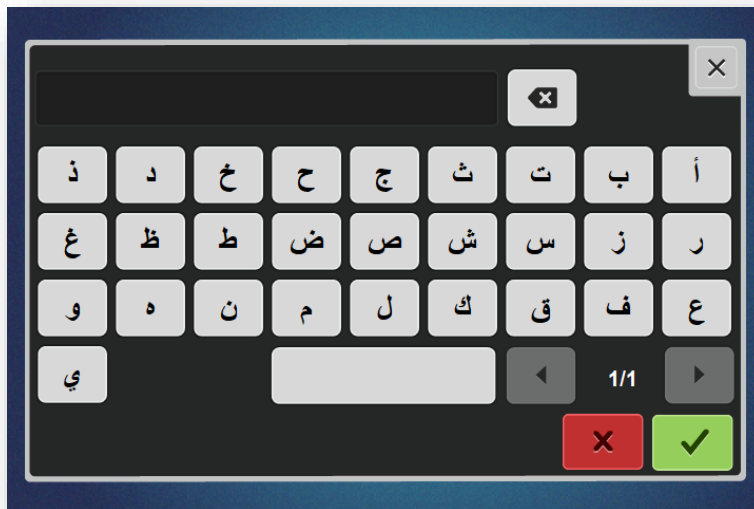 أ ب ت ث ج ح خ د ذ
ر ز س ش ص ض ط ظ غ
ع ف ق ك ل م ن ه و
ي 1/1